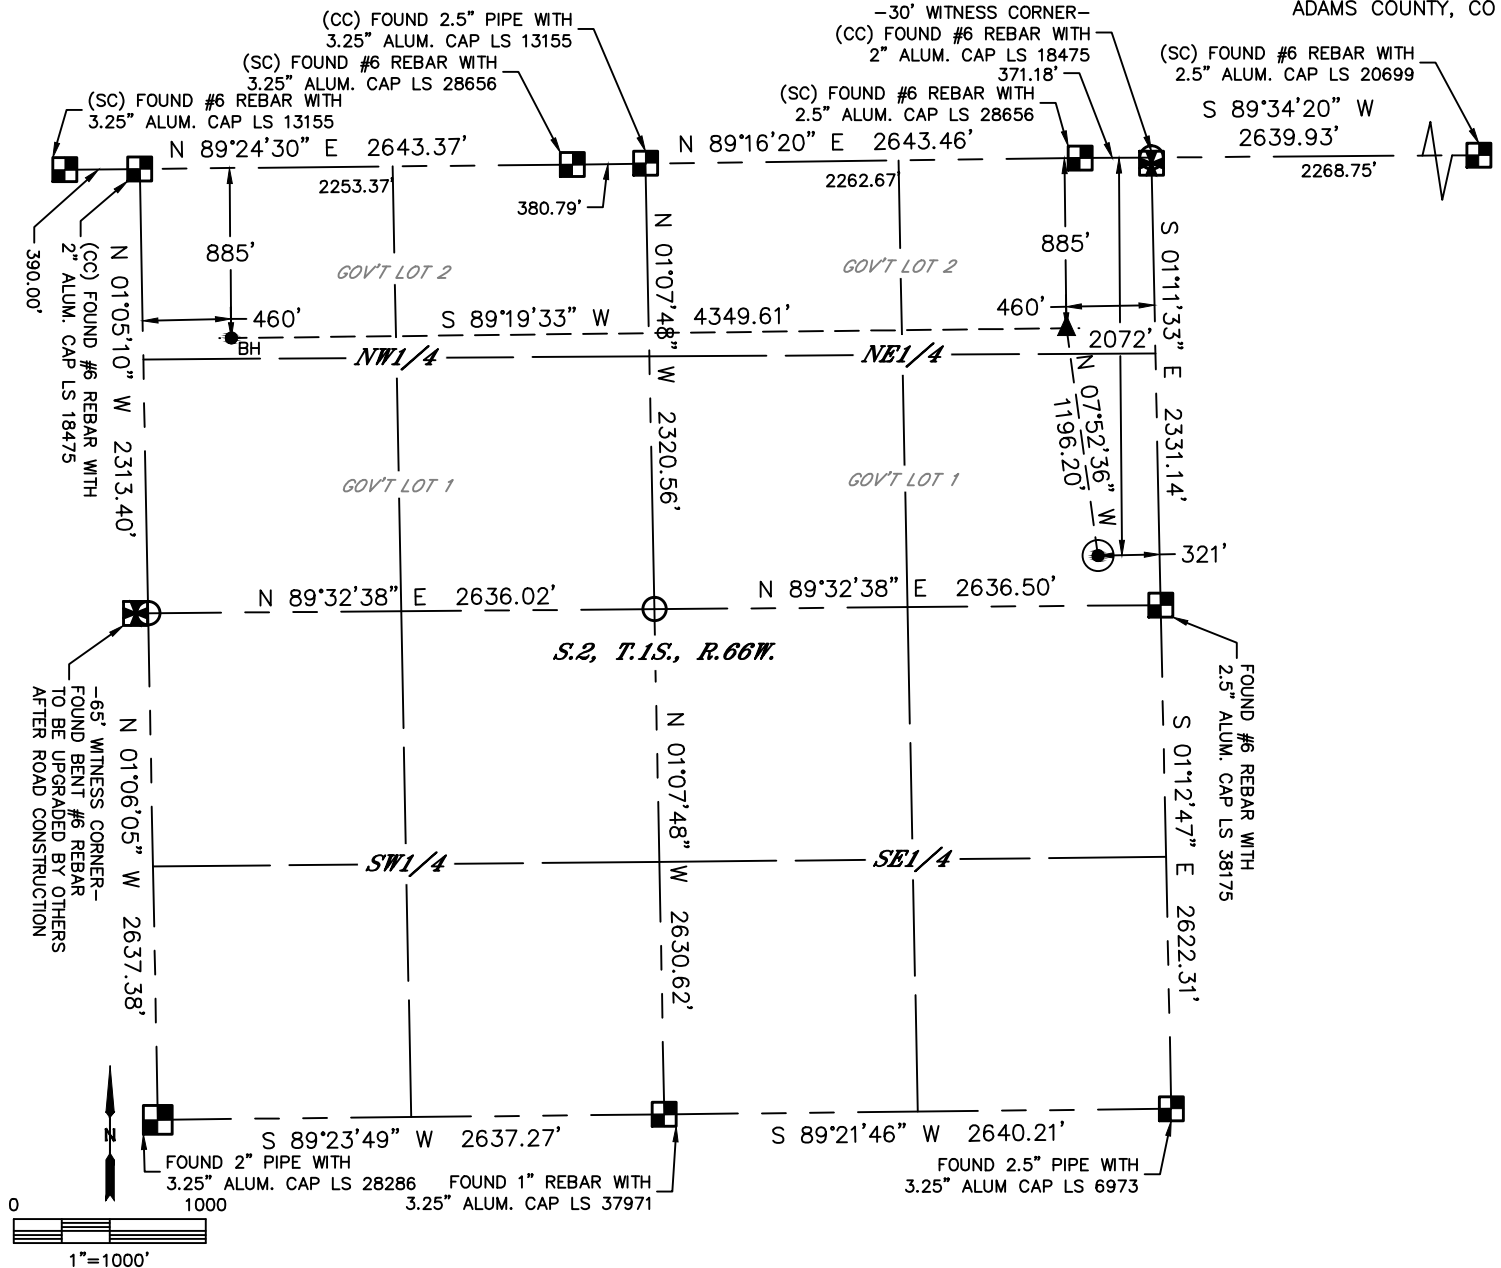 ADAMS COUNTY, CO
(CC) FOUND 2.5" PIPE WITH
3.25" ALUM. CAP LS 13155
-30' WITNESS CORNER-
(CC) FOUND #6 REBAR WITH
2" ALUM. CAP LS 18475
(SC) FOUND #6 REBAR WITH
2.5" ALUM. CAP LS 20699
(SC) FOUND #6 REBAR WITH
3.25" ALUM. CAP LS 28656
371.18'
(SC) FOUND #6 REBAR WITH
2.5" ALUM. CAP LS 28656
(SC) FOUND #6 REBAR WITH
3.25" ALUM. CAP LS 13155
S 89°34'20" W
2639.93'
N 89°24'30" E 2643.37'
N 89°16'20" E 2643.46'
2253.37'
2262.67'
2268.75'
380.79'
390.00'
(CC) FOUND #6 REBAR WITH
2" ALUM. CAP LS 18475
885'
885'
GOV'T LOT 2
GOV'T LOT 2
460'
460'
S 89°19'33" W 4349.61'
BH
2072'
NW1/4
NE1/4
N 01°05'10" W 2313.40'
N 01°07'48" W 2320.56'
S 01°11'33" E 2331.14'
N 07°52'36" W
1196.20'
GOV'T LOT 1
GOV'T LOT 1
321'
N 89°32'38" E 2636.02'
N 89°32'38" E 2636.50'
S.2, T.1S., R.66W.
-65' WITNESS CORNER-
FOUND BENT #6 REBAR
TO BE UPGRADED BY OTHERS
AFTER ROAD CONSTRUCTION
FOUND #6 REBAR WITH
2.5" ALUM. CAP LS 38175
N 01°06'05" W 2637.38'
N 01°07'48" W 2630.62'
S 01°12'47" E 2622.31'
SW1/4
SE1/4
S 89°23'49" W 2637.27'
S 89°21'46" W 2640.21'
N
FOUND 2" PIPE WITH
3.25" ALUM. CAP LS 28286
FOUND 1" REBAR WITH
3.25" ALUM. CAP LS 37971
FOUND 2.5" PIPE WITH
3.25" ALUM CAP LS 6973
0 1000
1"=1000'